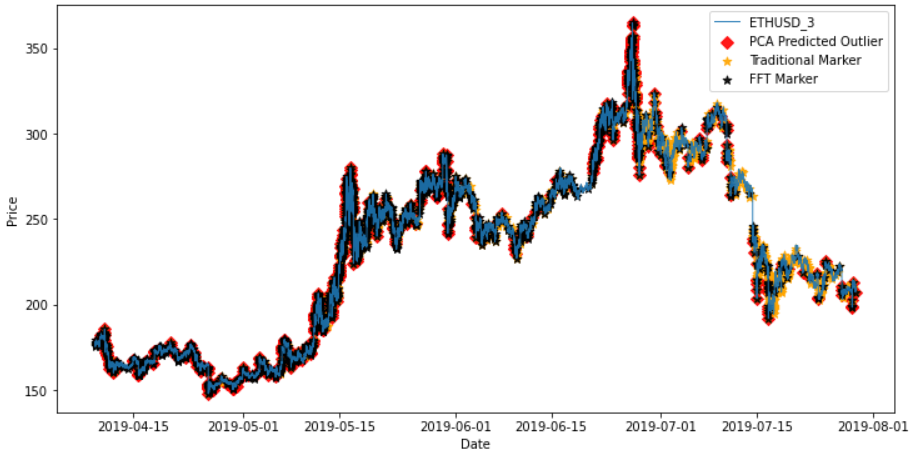 ETHUSD_3
PCA Predicted Outlier
Traditional Marker
FFT Marker
350
300
250
200
150
Price
2019-04-15 2019-05-01 2019-05-15 2019-06-01 2019-06-15 2019-07-01 2019-07-15 2019-08-01
Date